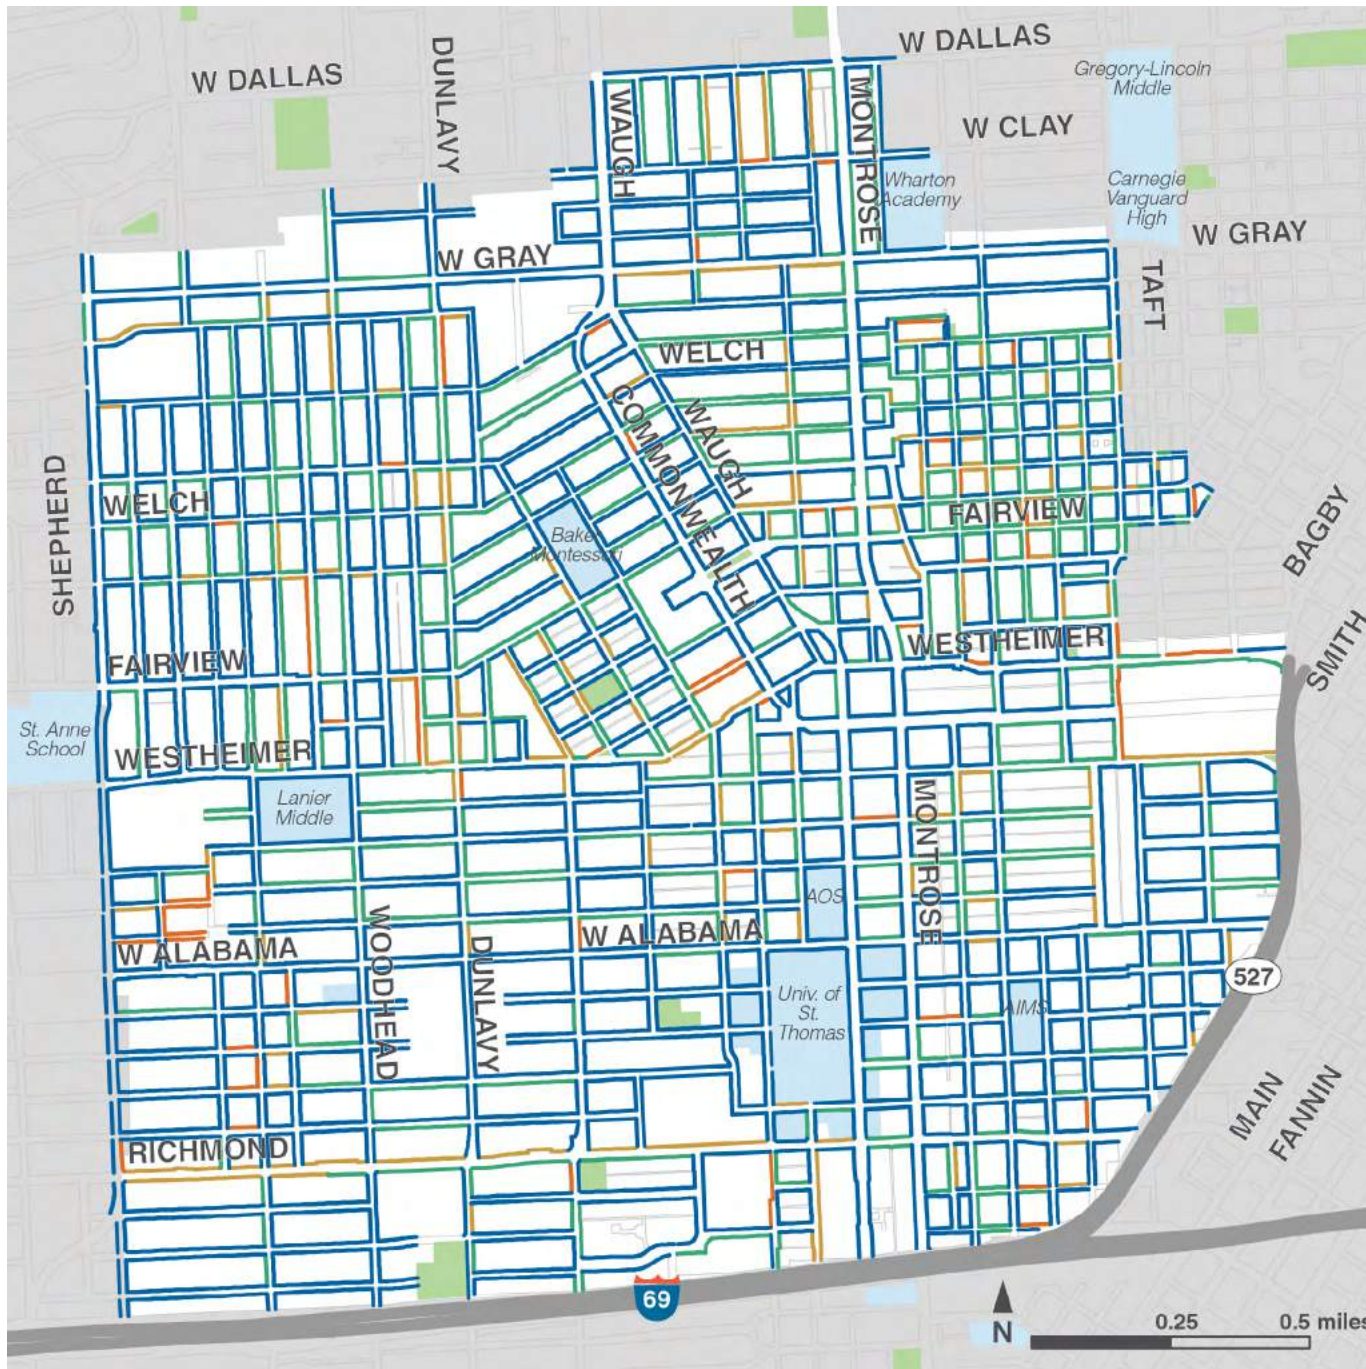 W DALLAS
DUNLAVY
W DALLAS
Gregory-Lincoln
Middle
WAUGH
MONTROSE
W CLAY
Wharton
Academy
Carnegie
Vanguard
High
W GRAY
W GRAY
TAFT
WELCH
COMMONWEALTH
WAUGH
SHEPHERD
WELCH
FAIRVIEW
BAGBY
Baker
Montessori
SMITH
FAIRVIEW
WESTHEIMER
St. Anne
School
WESTHEIMER
Lanier
Middle
MONTROSE
AOS
WOODHEAD
W ALABAMA
DUNLAVY
W ALABAMA
527
Univ. of
St.
Thomas
AIMS
MAIN
FANNIN
RICHMOND
69
N
0.25
0.5 miles